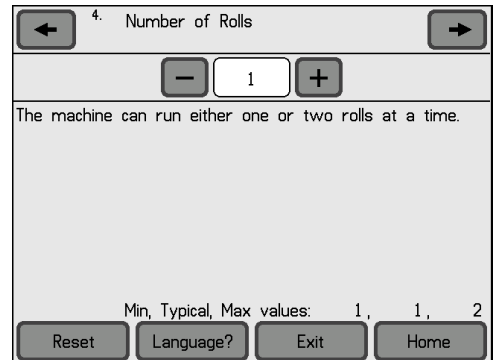 4. Number of Rolls
− 1 +
The machine can run either one or two rolls at a time.
Min, Typical, Max values: 1, 1, 2
Reset Language? Exit Home